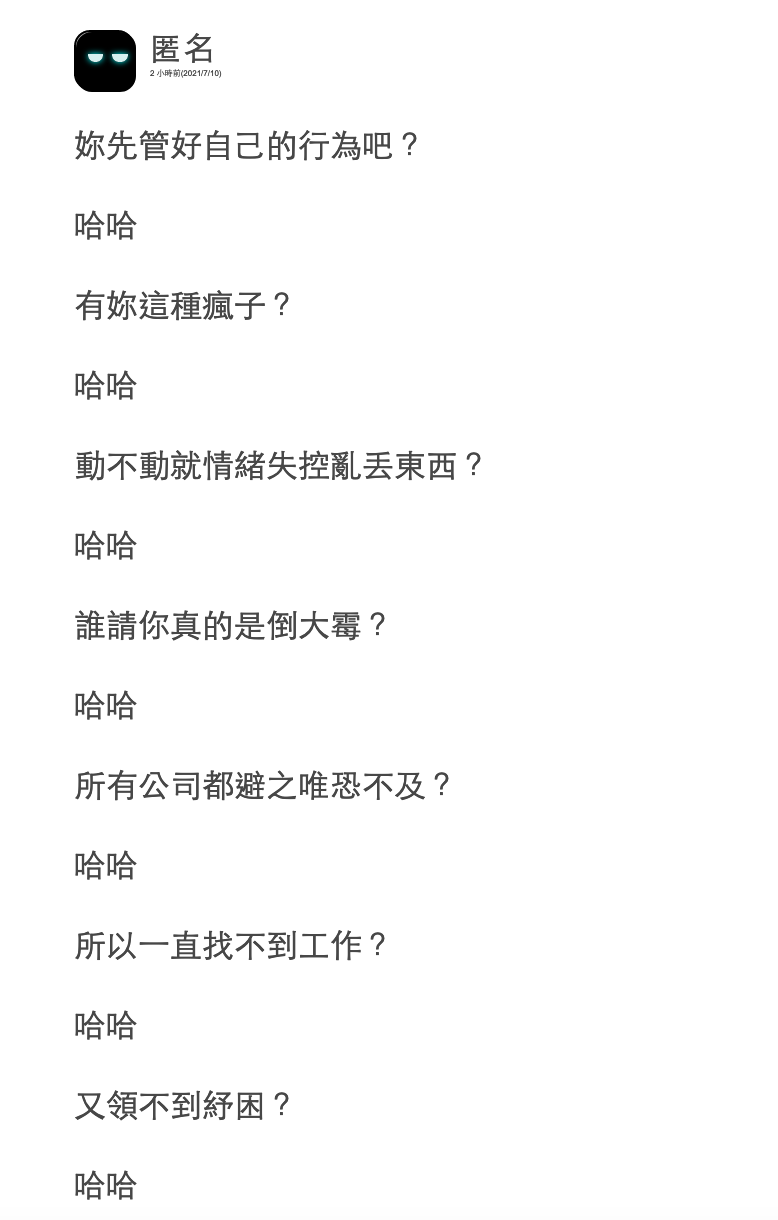 匿名
2 小時前(2021/7/10)
妳先管好自己的行為吧？
哈哈
有妳這種瘋子？
哈哈
動不動就情緒失控亂丟東西？
哈哈
誰請你真的是倒大霉？
哈哈
所有公司都避之唯恐不及？
哈哈
所以一直找不到工作？
哈哈
又領不到紓困？
哈哈